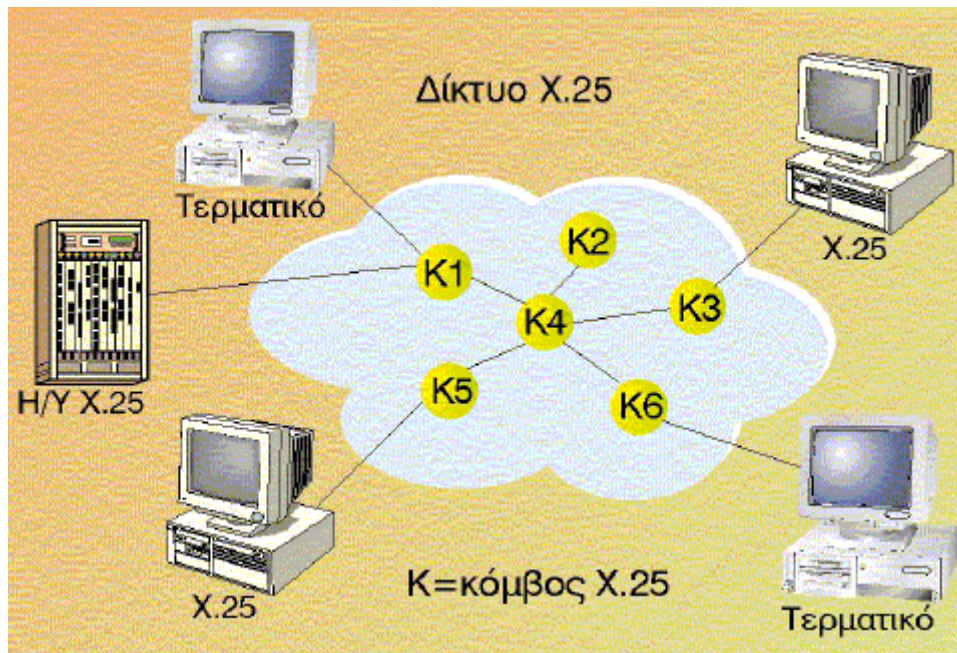 Δίκτυο Χ.25
Τερματικό
Χ.25
Κ1
Κ2
Κ3
Κ4
Κ5
Κ6
Η/Υ Χ.25
Χ.25
Κ=κόμβος Χ.25
Τερματικό